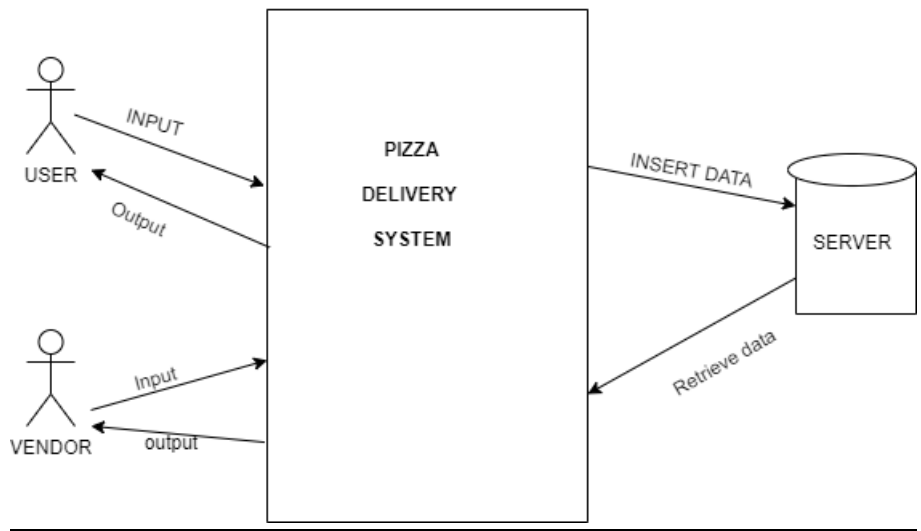 INPUT
USER
Output
PIZZA
DELIVERY
SYSTEM
INSERT DATA
SERVER
Retrieve data
Input
VENDOR
output